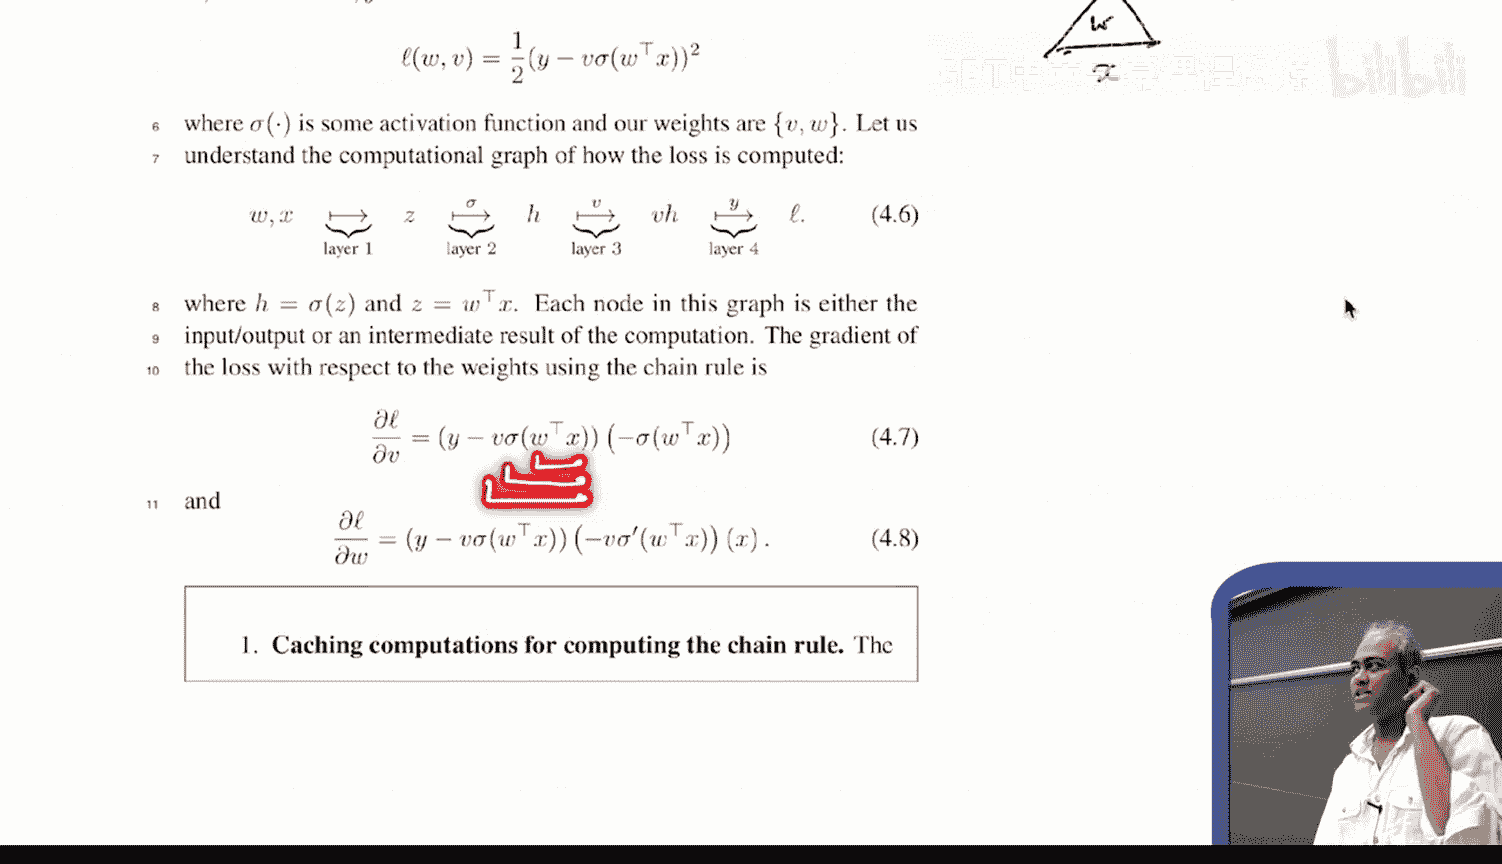 w
x
bilibili
ℓ(w, v) = 1/2 (y − vσ(w⊤x))²
6 where σ(·) is some activation function and our weights are {v, w}. Let us
7 understand the computational graph of how the loss is computed:
w, x ⟼ z ⟼ h ⟼ vh ⟼ ℓ. (4.6)
σ v y
layer 1 layer 2 layer 3 layer 4
8 where h = σ(z) and z = w⊤x. Each node in this graph is either the
9 input/output or an intermediate result of the computation. The gradient of
10 the loss with respect to the weights using the chain rule is
∂ℓ/∂v = (y − vσ(w⊤x)) (−σ(w⊤x)) (4.7)
11 and
∂ℓ/∂w = (y − vσ(w⊤x)) (−vσ′(w⊤x)) (x) . (4.8)
1. Caching computations for computing the chain rule. The